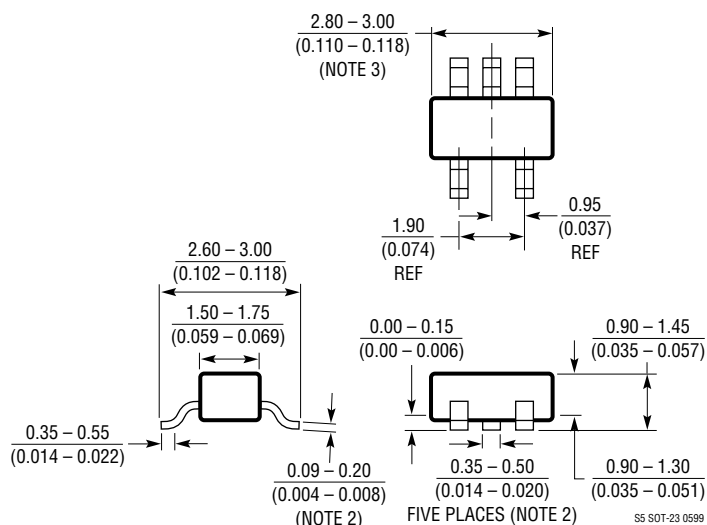 2.80 – 3.00
(0.110 – 0.118)
(NOTE 3)
1.90
(0.074)
REF
0.95
(0.037)
REF
2.60 – 3.00
(0.102 – 0.118)
1.50 – 1.75
(0.059 – 0.069)
0.00 – 0.15
(0.00 – 0.006)
0.90 – 1.45
(0.035 – 0.057)
0.35 – 0.55
(0.014 – 0.022)
0.09 – 0.20
(0.004 – 0.008)
(NOTE 2)
0.35 – 0.50
(0.014 – 0.020)
FIVE PLACES (NOTE 2)
0.90 – 1.30
(0.035 – 0.051)
S5 SOT-23 0599